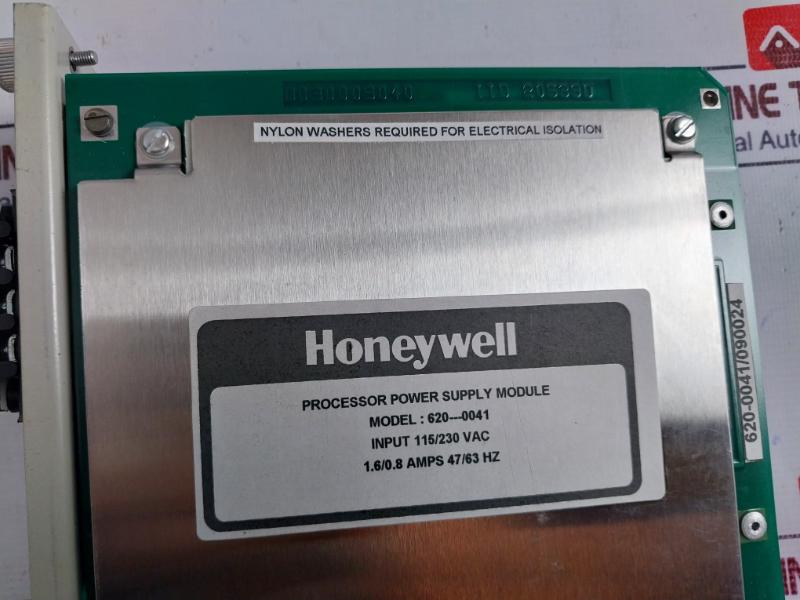 NYLON WASHERS REQUIRED FOR ELECTRICAL ISOLATION
Honeywell
PROCESSOR POWER SUPPLY MODULE
MODEL : 620---0041
INPUT 115/230 VAC
1.6/0.8 AMPS 47/63 HZ
620-0041/090024